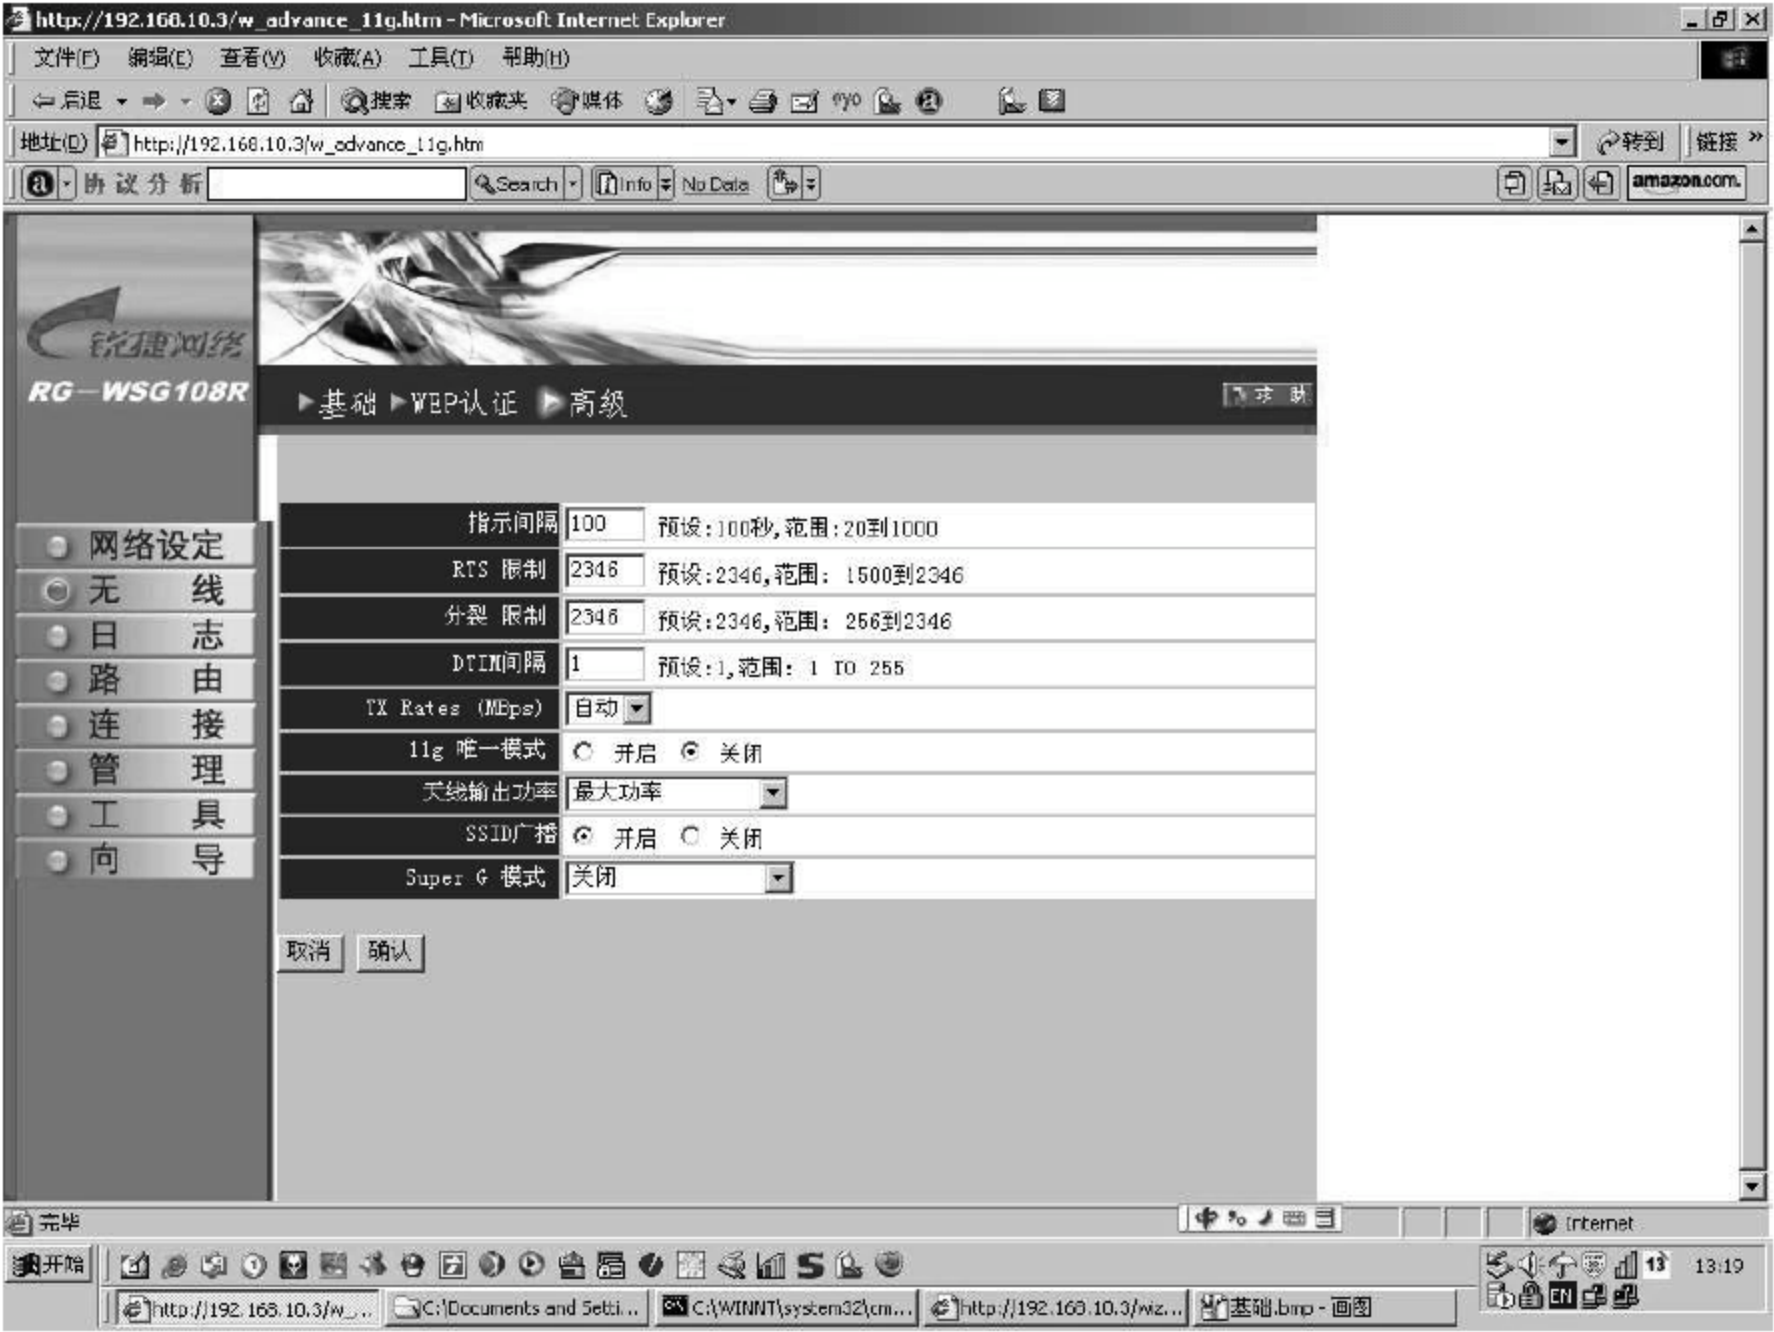 http://192.168.10.3/w_advance_11g.htm - Microsoft Internet Explorer
文件(F) 编辑(E) 查看(V) 收藏(A) 工具(T) 帮助(H)
后退 搜索 收藏夹 媒体
地址(D) http://192.168.10.3/w_advance_11g.htm 转到 链接 »
协议分析 Search Info No Data amazon.com.
锐捷网络
RG-WSG108R
基础 WEP认证 高级
助
网络设定
无 线
日 志
路 由
连 接
管 理
工 具
向 导
指示间隔 100 预设:100秒,范围:20到1000
RTS 限制 2346 预设:2346,范围: 1500到2346
分裂 限制 2346 预设:2346,范围: 256到2346
DTIM间隔 1 预设:1,范围: 1 TO 255
TX Rates (MBps) 自动
11g 唯一模式 开启 关闭
天线输出功率 最大功率
SSID广播 开启 关闭
Super G 模式 关闭
取消 确认
完毕 中 Internet
开始 13 13:19
http://192.168.10.3/w_... C:\Documents and Setti... C:\WINNT\system32\cm... http://192.168.10.3/wiz... 基础.bmp - 画图 EN